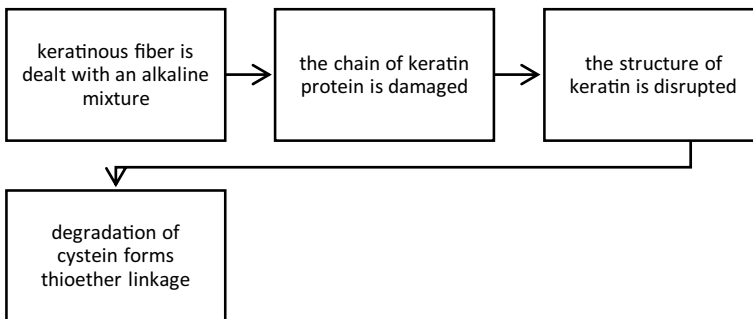 keratinous fiber is
dealt with an alkaline
mixture
the chain of keratin
protein is damaged
the structure of
keratin is disrupted
degradation of
cystein forms
thioether linkage